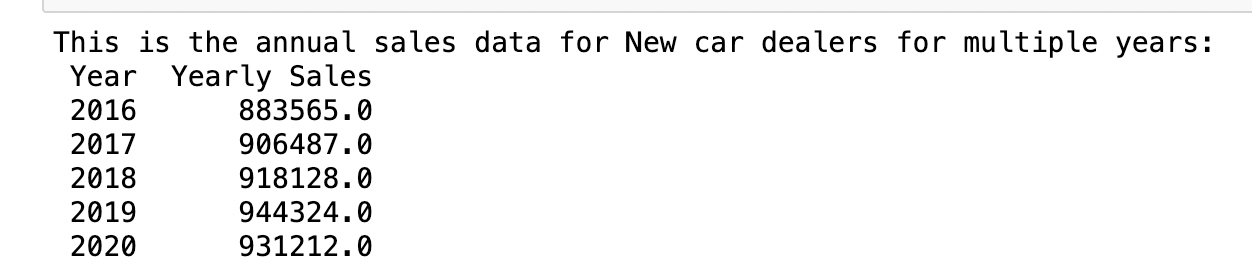 This is the annual sales data for New car dealers for multiple years:
Year Yearly Sales
2016 883565.0
2017 906487.0
2018 918128.0
2019 944324.0
2020 931212.0